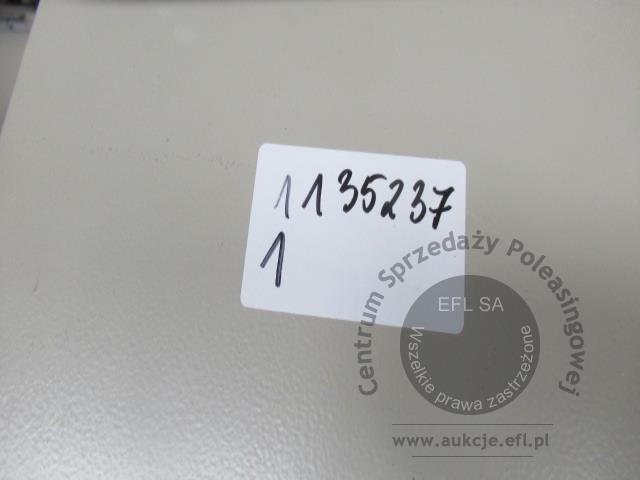 1135237
1
Centrum Sprzedaży Poleasingowej
EFL SA
Wszelkie prawa zastrzeżone
www.aukcje.efl.pl